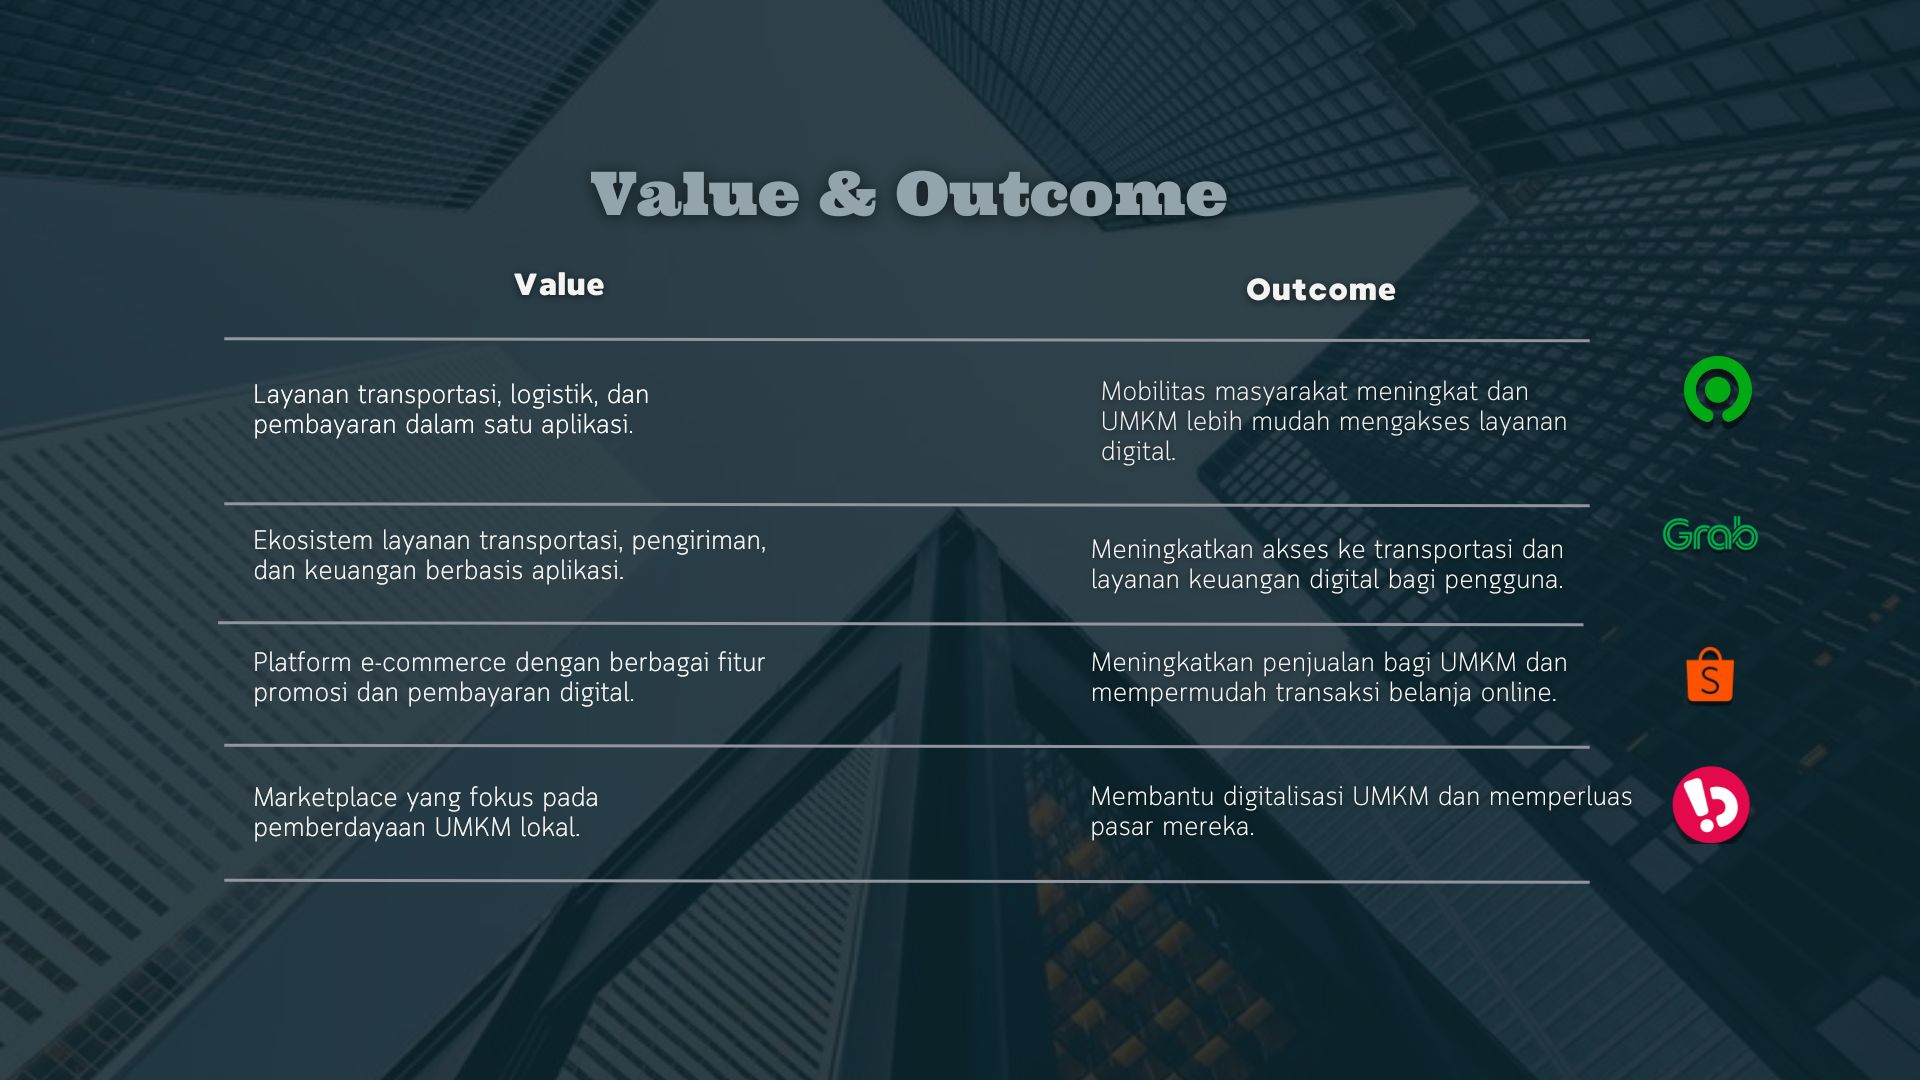 Value & Outcome
Value
Outcome
Layanan transportasi, logistik, dan
pembayaran dalam satu aplikasi.
Mobilitas masyarakat meningkat dan
UMKM lebih mudah mengakses layanan
digital.
Ekosistem layanan transportasi, pengiriman,
dan keuangan berbasis aplikasi.
Meningkatkan akses ke transportasi dan
layanan keuangan digital bagi pengguna.
Grab
Platform e-commerce dengan berbagai fitur
promosi dan pembayaran digital.
Meningkatkan penjualan bagi UMKM dan
mempermudah transaksi belanja online.
S
Marketplace yang fokus pada
pemberdayaan UMKM lokal.
Membantu digitalisasi UMKM dan memperluas
pasar mereka.